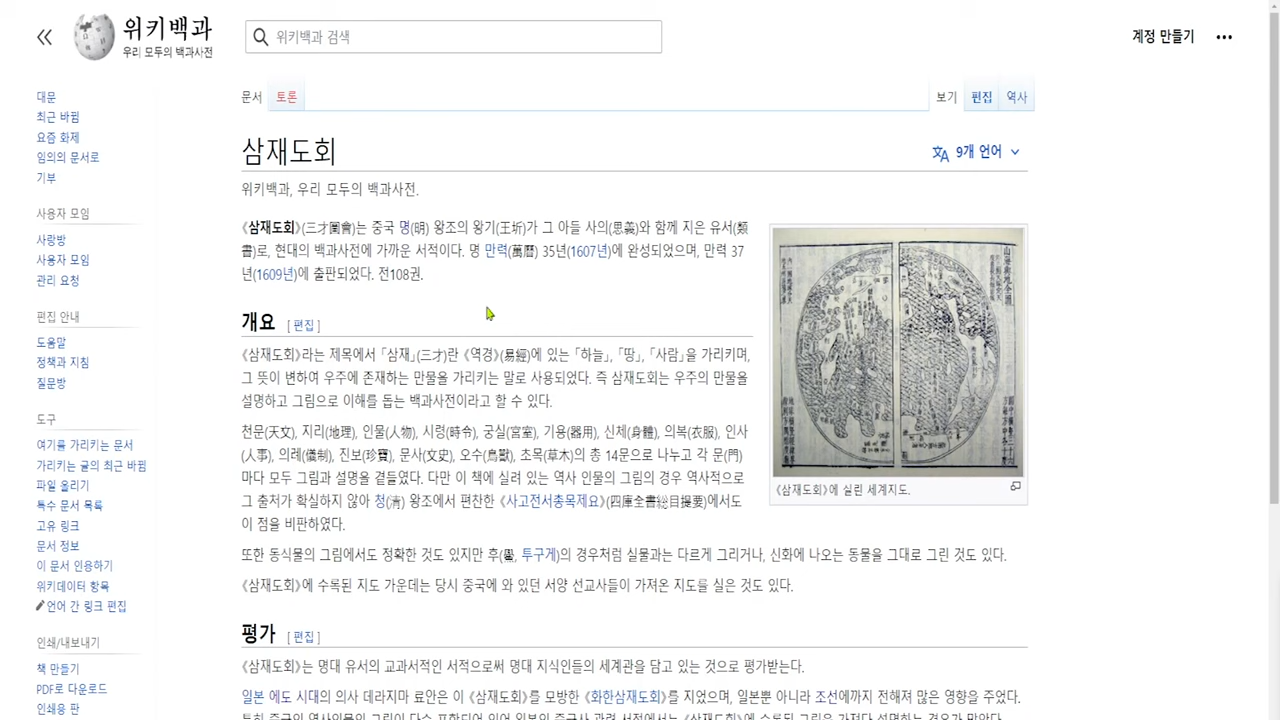 위키백과
우리 모두의 백과사전
위키백과 검색
계정 만들기
대문
최근 바뀜
요즘 화제
임의의 문서로
기부
사용자 모임
사랑방
사용자 모임
관리 요청
편집 안내
도움말
정책과 지침
질문방
도구
여기를 가리키는 문서
가리키는 글의 최근 바뀜
파일 올리기
특수 문서 목록
고유 링크
문서 정보
이 문서 인용하기
위키데이터 항목
언어 간 링크 편집
인쇄/내보내기
책 만들기
PDF로 다운로드
인쇄용 판
문서 토론 보기 편집 역사
삼재도회
9개 언어
위키백과, 우리 모두의 백과사전.
《삼재도회》(三才圖會)는 중국 명(明) 왕조의 왕기(王圻)가 그 아들 사의(思義)와 함께 지은 유서(類
書)로, 현대의 백과사전에 가까운 서적이다. 명 만력(萬曆) 35년(1607년)에 완성되었으며, 만력 37
년(1609년)에 출판되었다. 전108권.
개요 [편집]
《삼재도회》라는 제목에서 「삼재」(三才)란 《역경》(易經)에 있는 「하늘」, 「땅」, 「사람」을 가리키며,
그 뜻이 변하여 우주에 존재하는 만물을 가리키는 말로 사용되었다. 즉 삼재도회는 우주의 만물을
설명하고 그림으로 이해를 돕는 백과사전이라고 할 수 있다.
천문(天文), 지리(地理), 인물(人物), 시령(時令), 궁실(宮室), 기용(器用), 신체(身體), 의복(衣服), 인사
(人事), 의례(儀制), 진보(珍寶), 문사(文史), 오수(鳥獸), 초목(草木)의 총 14문으로 나누고 각 문(門)
마다 모두 그림과 설명을 곁들였다. 다만 이 책에 실려 있는 역사 인물의 그림의 경우 역사적으로
그 출처가 확실하지 않아 청(清) 왕조에서 편찬한 《사고전서총목제요》(四庫全書総目提要)에서도
이 점을 비판하였다.
《삼재도회》에 실린 세계지도.
또한 동식물의 그림에서도 정확한 것도 있지만 후(鱟, 투구게)의 경우처럼 실물과는 다르게 그리거나, 신화에 나오는 동물을 그대로 그린 것도 있다.
《삼재도회》에 수록된 지도 가운데는 당시 중국에 와 있던 서양 선교사들이 가져온 지도를 실은 것도 있다.
평가 [편집]
《삼재도회》는 명대 유서의 교과서적인 서적으로써 명대 지식인들의 세계관을 담고 있는 것으로 평가받는다.
일본 에도 시대의 의사 데라지마 료안은 이 《삼재도회》를 모방한 《화한삼재도회》를 지었으며, 일본뿐 아니라 조선에까지 전해져 많은 영향을 주었다.